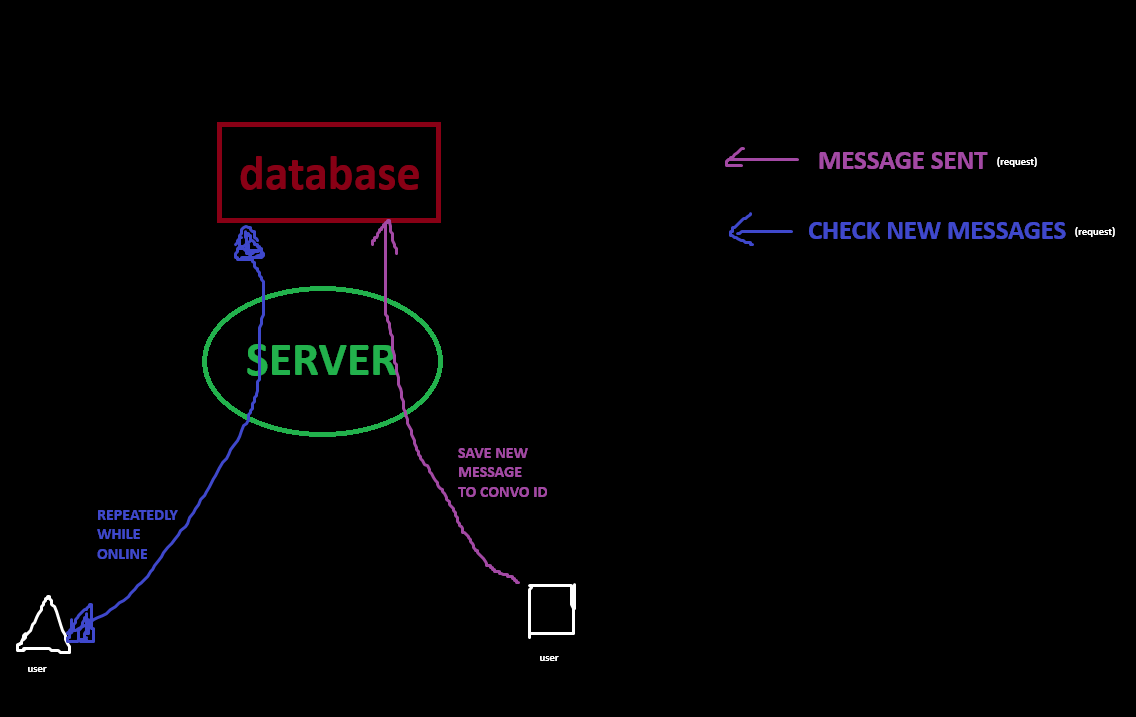 database
MESSAGE SENT (request)
CHECK NEW MESSAGES (request)
SERVER
SAVE NEW
MESSAGE
TO CONVO ID
REPEATEDLY
WHILE
ONLINE
user
user